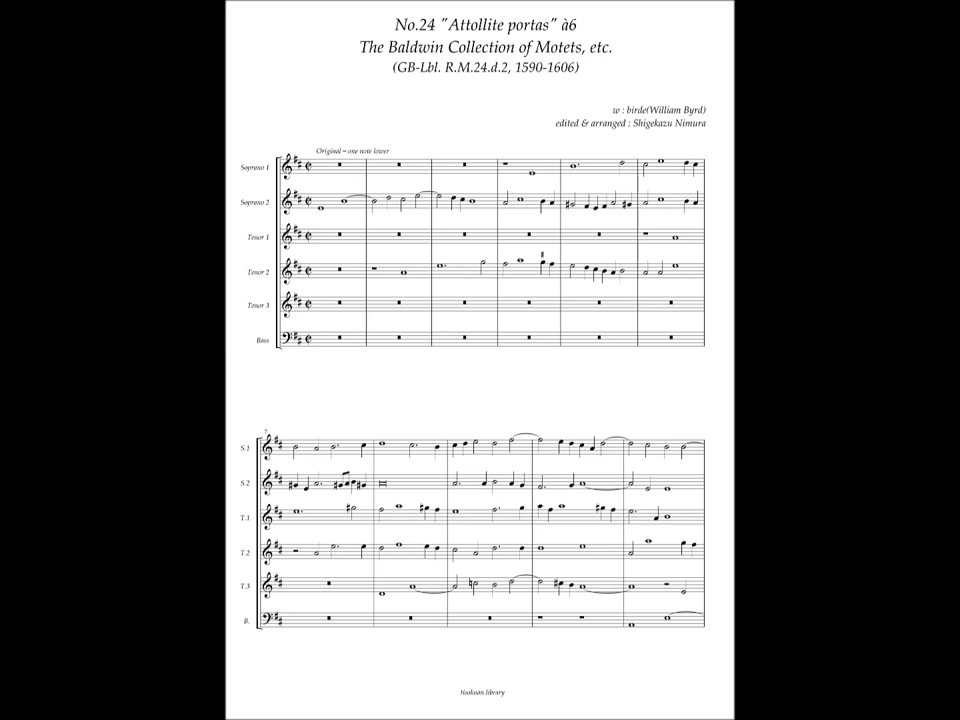 No.24 "Attollite portas" à6
The Baldwin Collection of Motets, etc.
(GB-Lbl. R.M.24.d.2, 1590-1606)
w : birde(William Byrd)
edited & arranged : Shigekazu Nimura
Original = one note lower
Soprano 1
Soprano 2
Tenor 1
Tenor 2
Tenor 3
Bass
7
S.1
S.2
T.1
T.2
T.3
B.
tisokuan library